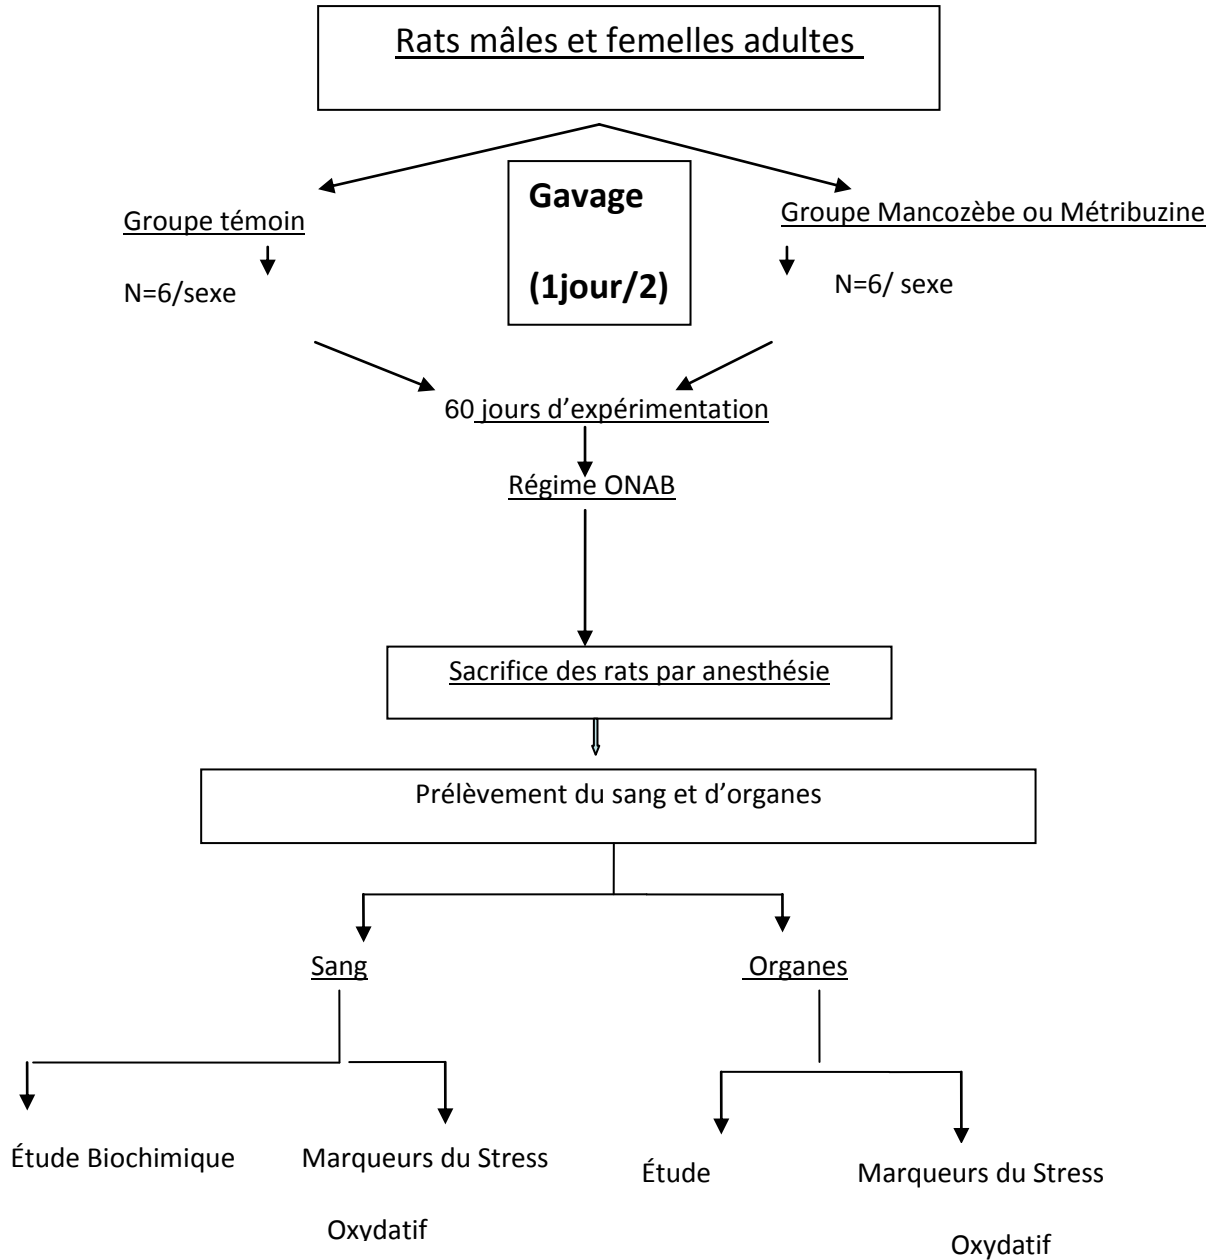 Rats mâles et femelles adultes
Gavage
(1jour/2)
Groupe témoin
N=6/sexe
Groupe Mancozèbe ou Métribuzine
N=6/ sexe
60 jours d’expérimentation
Régime ONAB
Sacrifice des rats par anesthésie
Prélèvement du sang et d’organes
Sang
Organes
Étude Biochimique
Marqueurs du Stress
Oxydatif
Étude
Marqueurs du Stress
Oxydatif